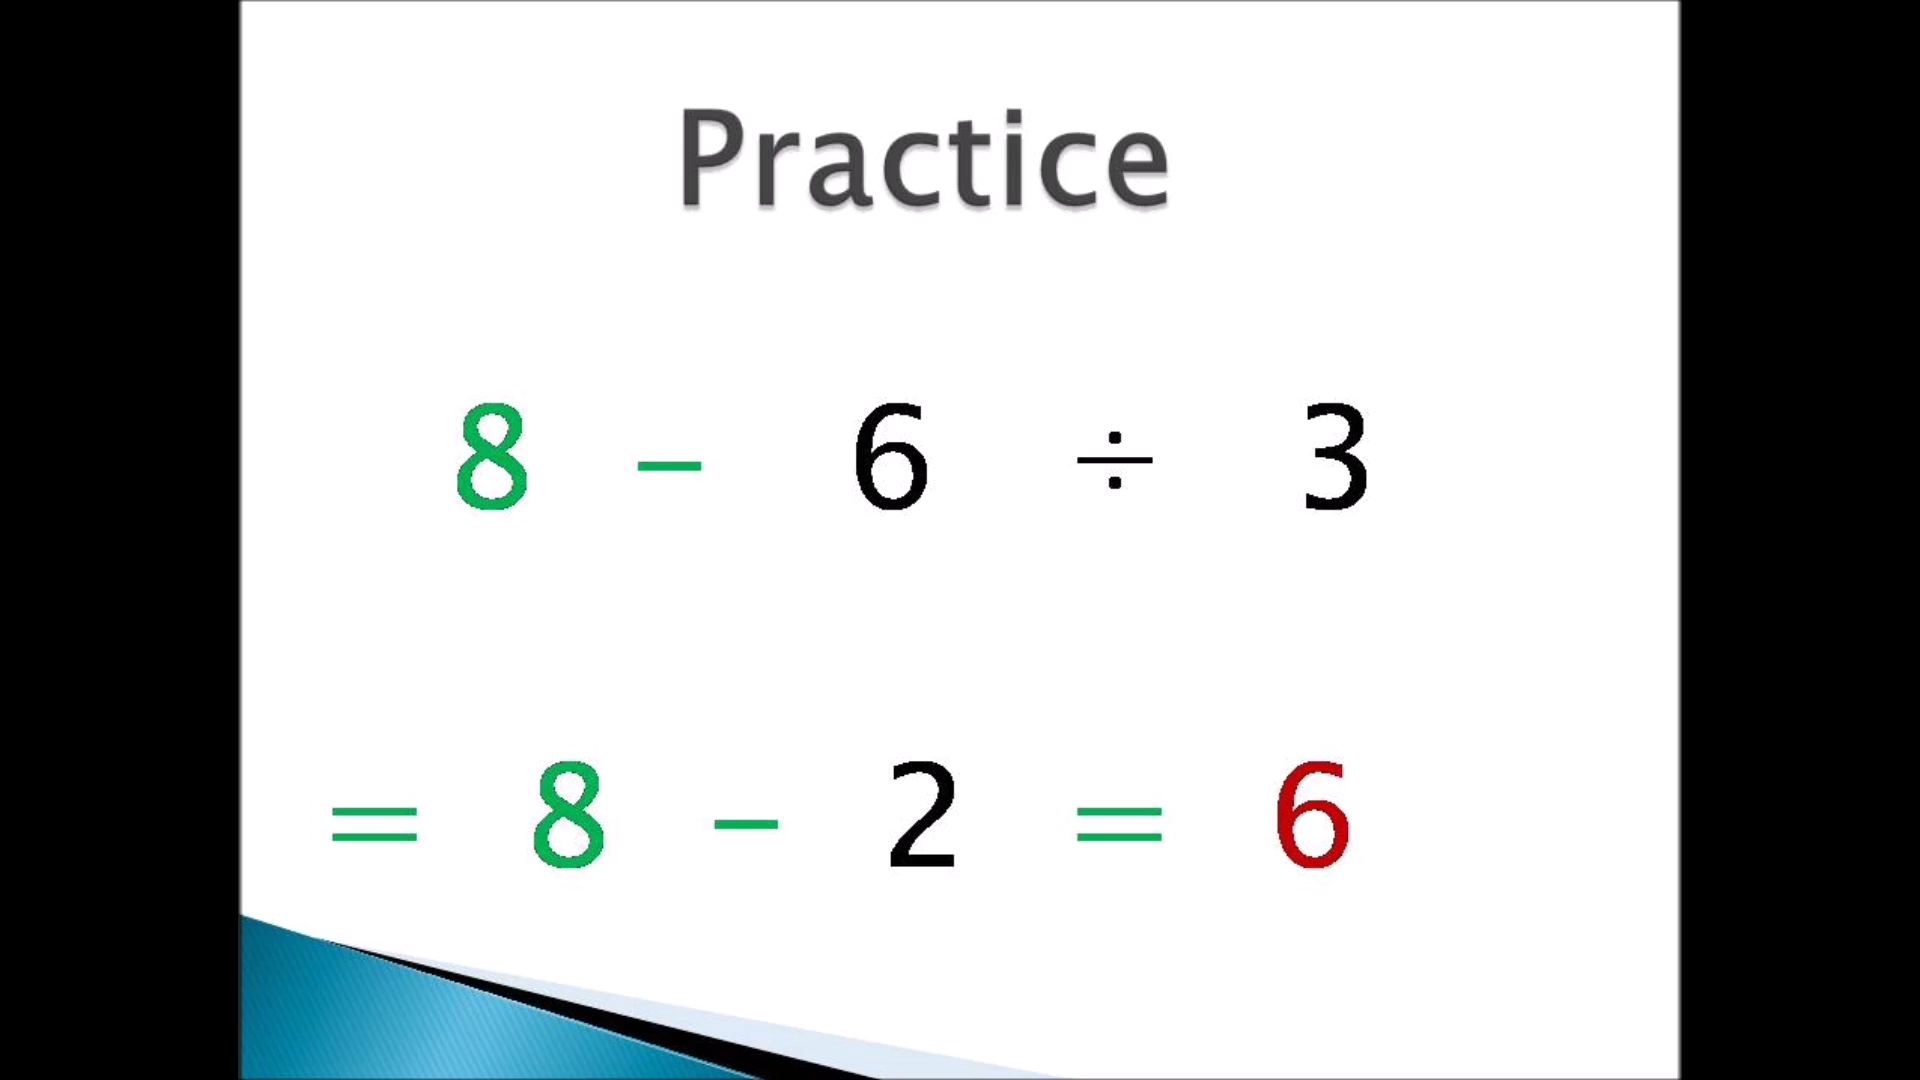 Practice
8 – 6 ÷ 3
= 8 – 2 = 6